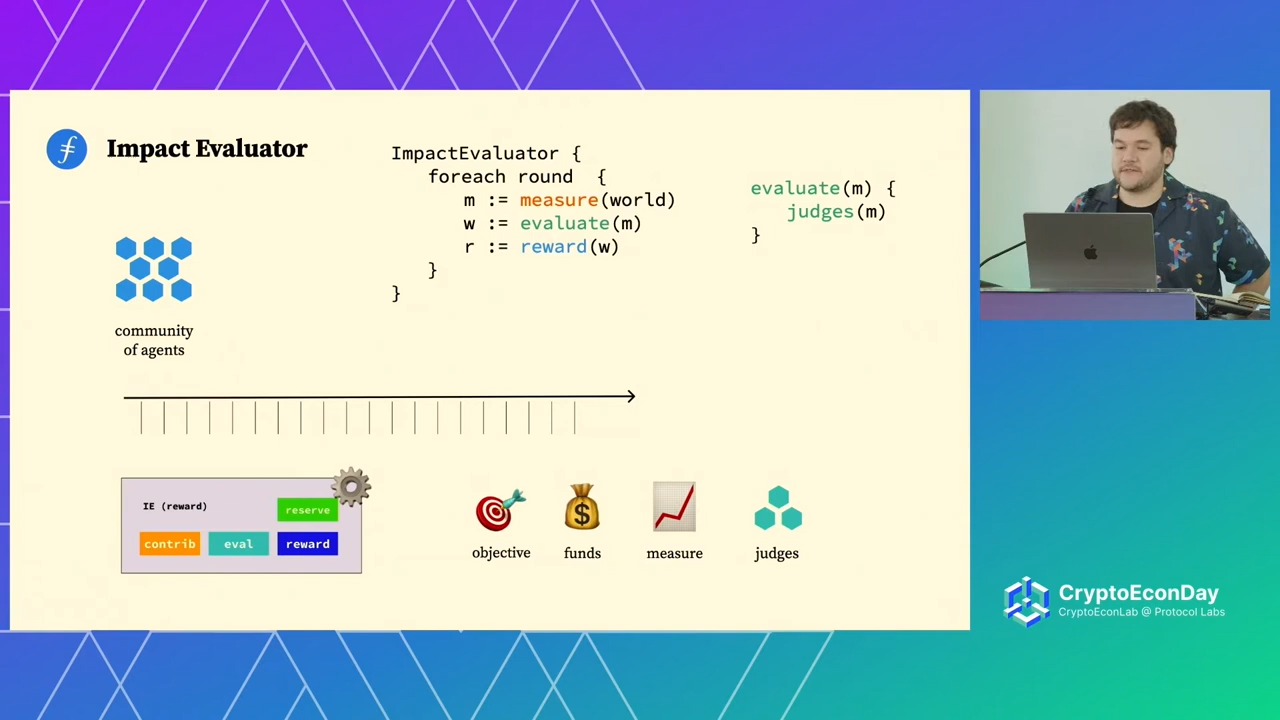 Impact Evaluator
ImpactEvaluator {
foreach round {
m := measure(world)
w := evaluate(m)
r := reward(w)
}
}
evaluate(m) {
judges(m)
}
community
of agents
IE (reward)
reserve
contrib
eval
reward
objective
funds
measure
judges
CryptoEconDay
CryptoEconLab @ Protocol Labs